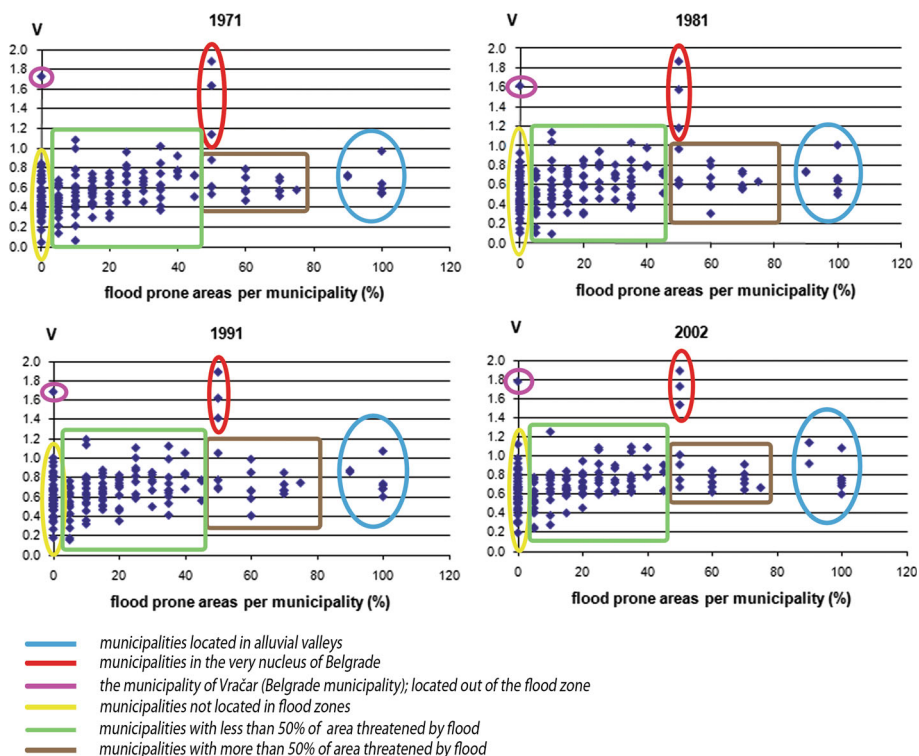 1971
V
2.0
1.8
1.6
1.4
1.2
1.0
0.8
0.6
0.4
0.2
0.0
0 20 40 60 80 100 120
flood prone areas per municipality (%)
1981
V
2.0
1.8
1.6
1.4
1.2
1.0
0.8
0.6
0.4
0.2
0.0
0 20 40 60 80 100 120
flood prone areas per municipality (%)
1991
V
2.0
1.8
1.6
1.4
1.2
1.0
0.8
0.6
0.4
0.2
0.0
0 20 40 60 80 100 120
flood prone areas per municipality (%)
2002
V
2.0
1.8
1.6
1.4
1.2
1.0
0.8
0.6
0.4
0.2
0.0
0 20 40 60 80 100 120
flood prone areas per municipality (%)
municipalities located in alluvial valleys
municipalities in the very nucleus of Belgrade
the municipality of Vračar (Belgrade municipality); located out of the flood zone
municipalities not located in flood zones
municipalities with less than 50% of area threatened by flood
municipalities with more than 50% of area threatened by flood